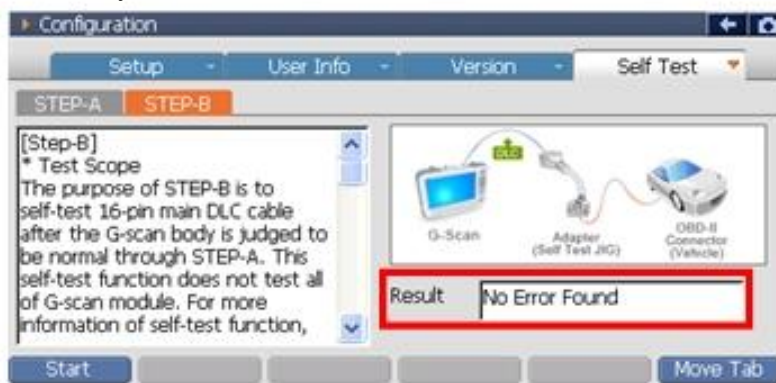 Configuration
Setup
User Info
Version
Self Test
STEP-A
STEP-B
[Step-B]
* Test Scope
The purpose of STEP-B is to
self-test 16-pin main DLC cable
after the G-scan body is judged to
be normal through STEP-A. This
self-test function does not test all
of G-scan module. For more
information of self-test function,
DLC
G-Scan
Adapter
(Self Test JIG)
OBD-II
Connector
(Vehicle)
Result
No Error Found
Start
Move Tab